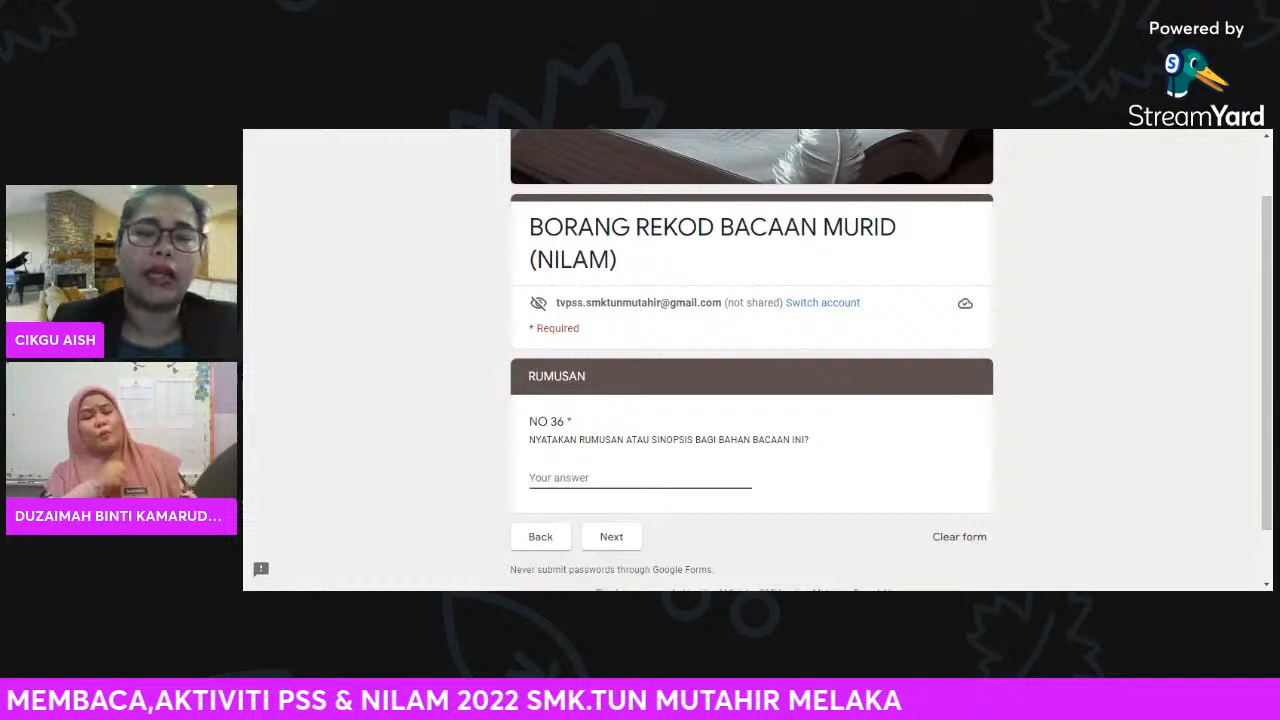 Powered by
StreamYard
BORANG REKOD BACAAN MURID
(NILAM)
tvpss.smktunmutahir@gmail.com (not shared) Switch account
* Required
CIKGU AISH
RUMUSAN
NO 36 *
NYATAKAN RUMUSAN ATAU SINOPSIS BAGI BAHAN BACAAN INI?
Your answer
DUZAIMAH BINTI KAMARUD...
Back
Next
Clear form
Never submit passwords through Google Forms.
MEMBACA,AKTIVITI PSS & NILAM 2022 SMK.TUN MUTAHIR MELAKA